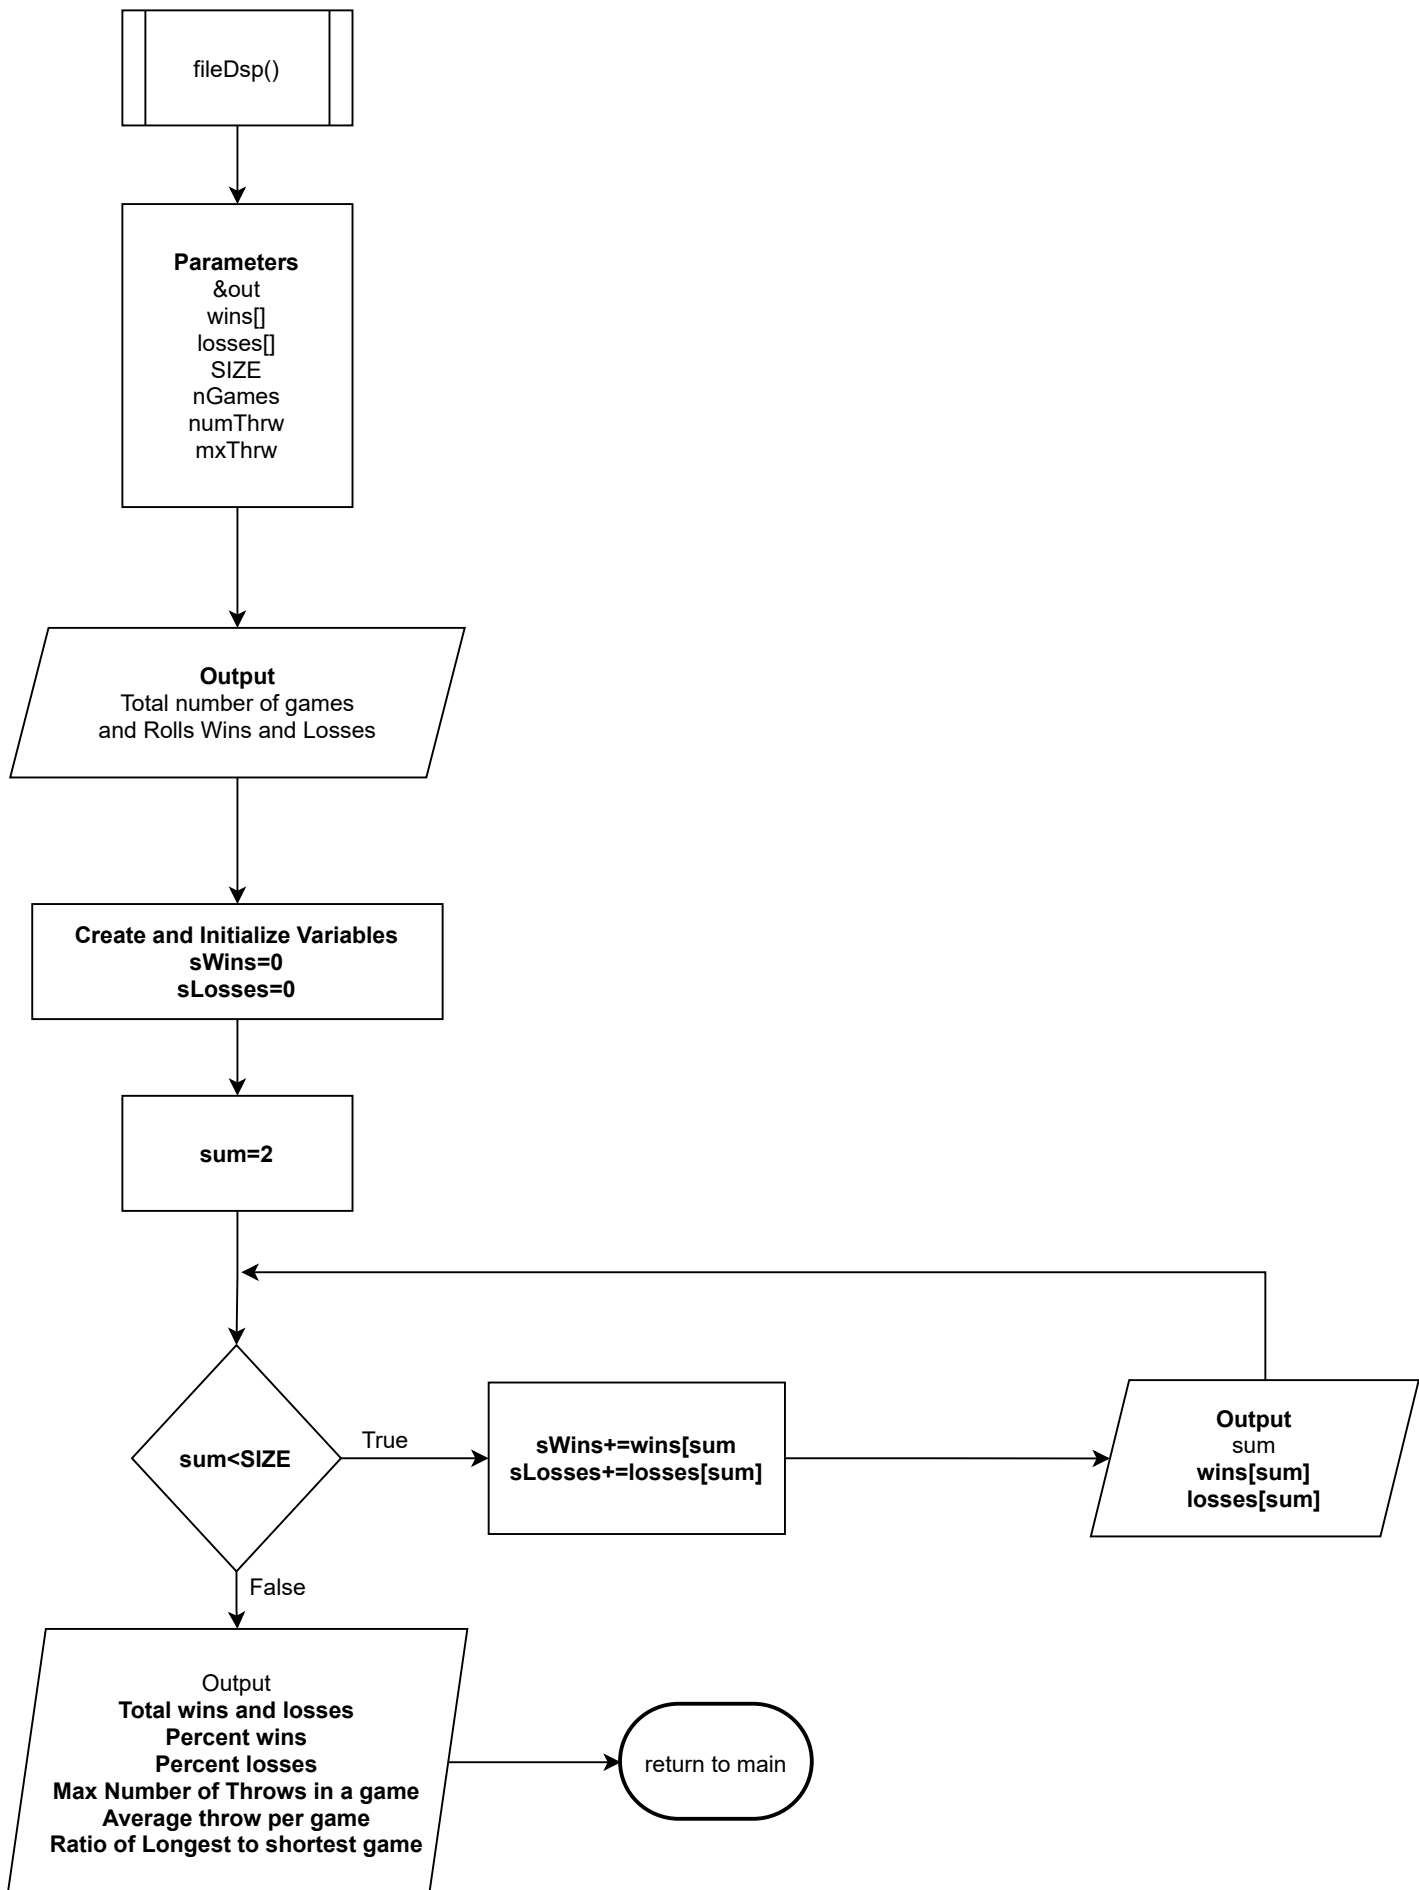 fileDsp()
Parameters
&out
wins[]
losses[]
SIZE
nGames
numThrw
mxThrw
Output
Total number of games
and Rolls Wins and Losses
Create and Initialize Variables
sWins=0
sLosses=0
sum=2
sum<SIZE
True
sWins+=wins[sum
sLosses+=losses[sum]
Output
sum
wins[sum]
losses[sum]
False
Output
Total wins and losses
Percent wins
Percent losses
Max Number of Throws in a game
Average throw per game
Ratio of Longest to shortest game
return to main